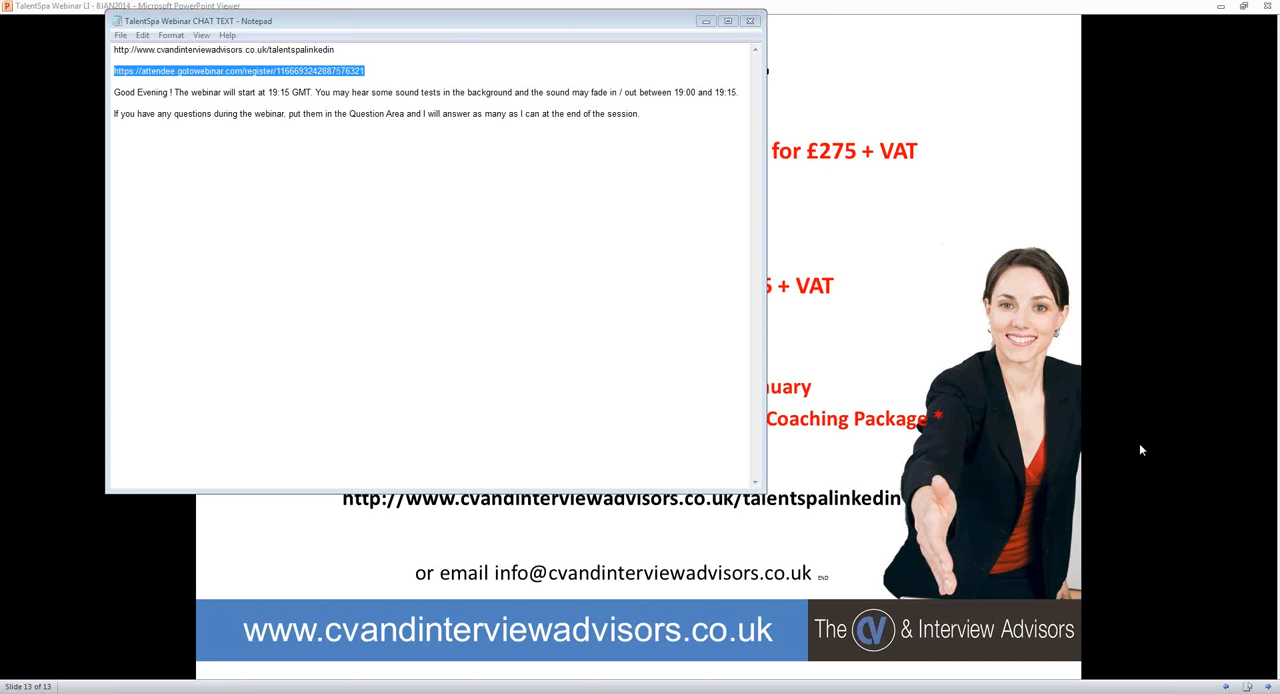 TalentSpa Webinar LI - 8JAN2014 - Microsoft PowerPoint Viewer
TalentSpa Webinar CHAT TEXT - Notepad
File Edit Format View Help
http://www.cvandinterviewadvisors.co.uk/talentspalinkedin
https://attendee.gotowebinar.com/register/1166693242887576321
Good Evening ! The webinar will start at 19:15 GMT. You may hear some sound tests in the background and the sound may fade in / out between 19:00 and 19:15.
If you have any questions during the webinar, put them in the Question Area and I will answer as many as I can at the end of the session.
for £275 + VAT
+ VAT
Coaching Package *
http://www.cvandinterviewadvisors.co.uk/talentspalinkedin
or email info@cvandinterviewadvisors.co.uk END
www.cvandinterviewadvisors.co.uk
The CV & Interview Advisors
Slide 13 of 13